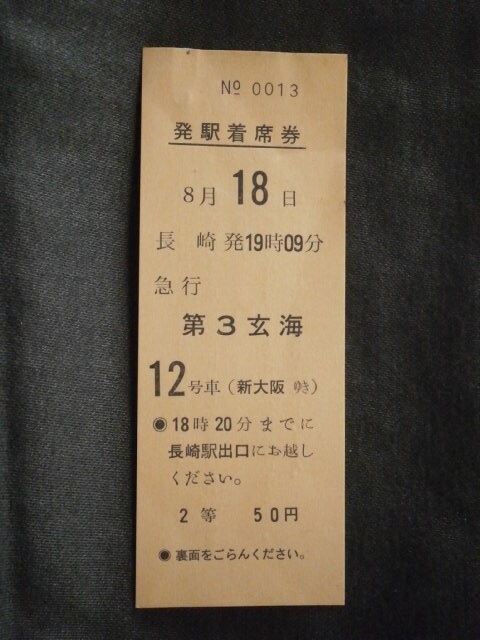 № 0013
発駅着席券
8月 18日
長崎発19時09分
急行
第3玄海
12号車(新大阪ゆき)
◉18時20分までに
長崎駅出口にお越し
ください。
2等 50円
◉裏面をごらんください。